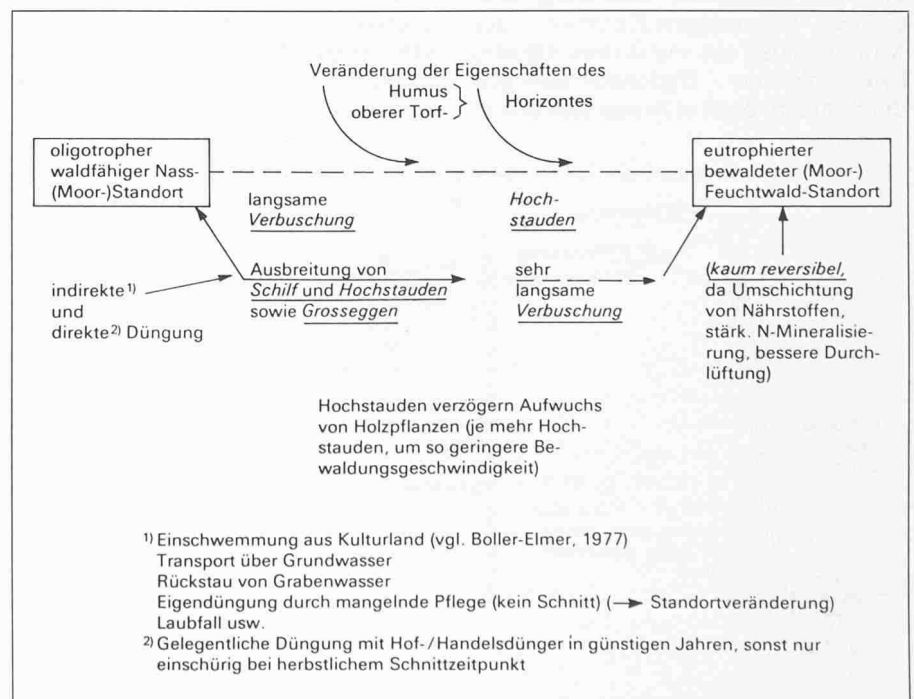 Veränderung der Eigenschaften des
Humus
oberer Torf-
Horizontes
oligotropher
waldfähiger Nass-
(Moor-)Standort
eutrophierter
bewaldeter (Moor-)
Feuchtwald-Standort
langsame
Verbuschung
Hoch-
stauden
indirekte1)
und
direkte2) Düngung
Ausbreitung von
Schilf und Hochstauden
sowie Grosseggen
sehr
langsame
Verbuschung
(kaum reversibel,
da Umschichtung
von Nährstoffen,
stärk. N-Mineralisie-
rung, bessere Durch-
lüftung)
Hochstauden verzögern Aufwuchs
von Holzpflanzen (je mehr Hoch-
stauden, um so geringere Be-
waldungsgeschwindigkeit)
1) Einschwemmung aus Kulturland (vgl. Boller-Elmer, 1977)
Transport über Grundwasser
Rückstau von Grabenwasser
Eigendüngung durch mangelnde Pflege (kein Schnitt) (→ Standortveränderung)
Laubfall usw.
2) Gelegentliche Düngung mit Hof-/Handelsdünger in günstigen Jahren, sonst nur
einschürig bei herbstlichem Schnittzeitpunkt